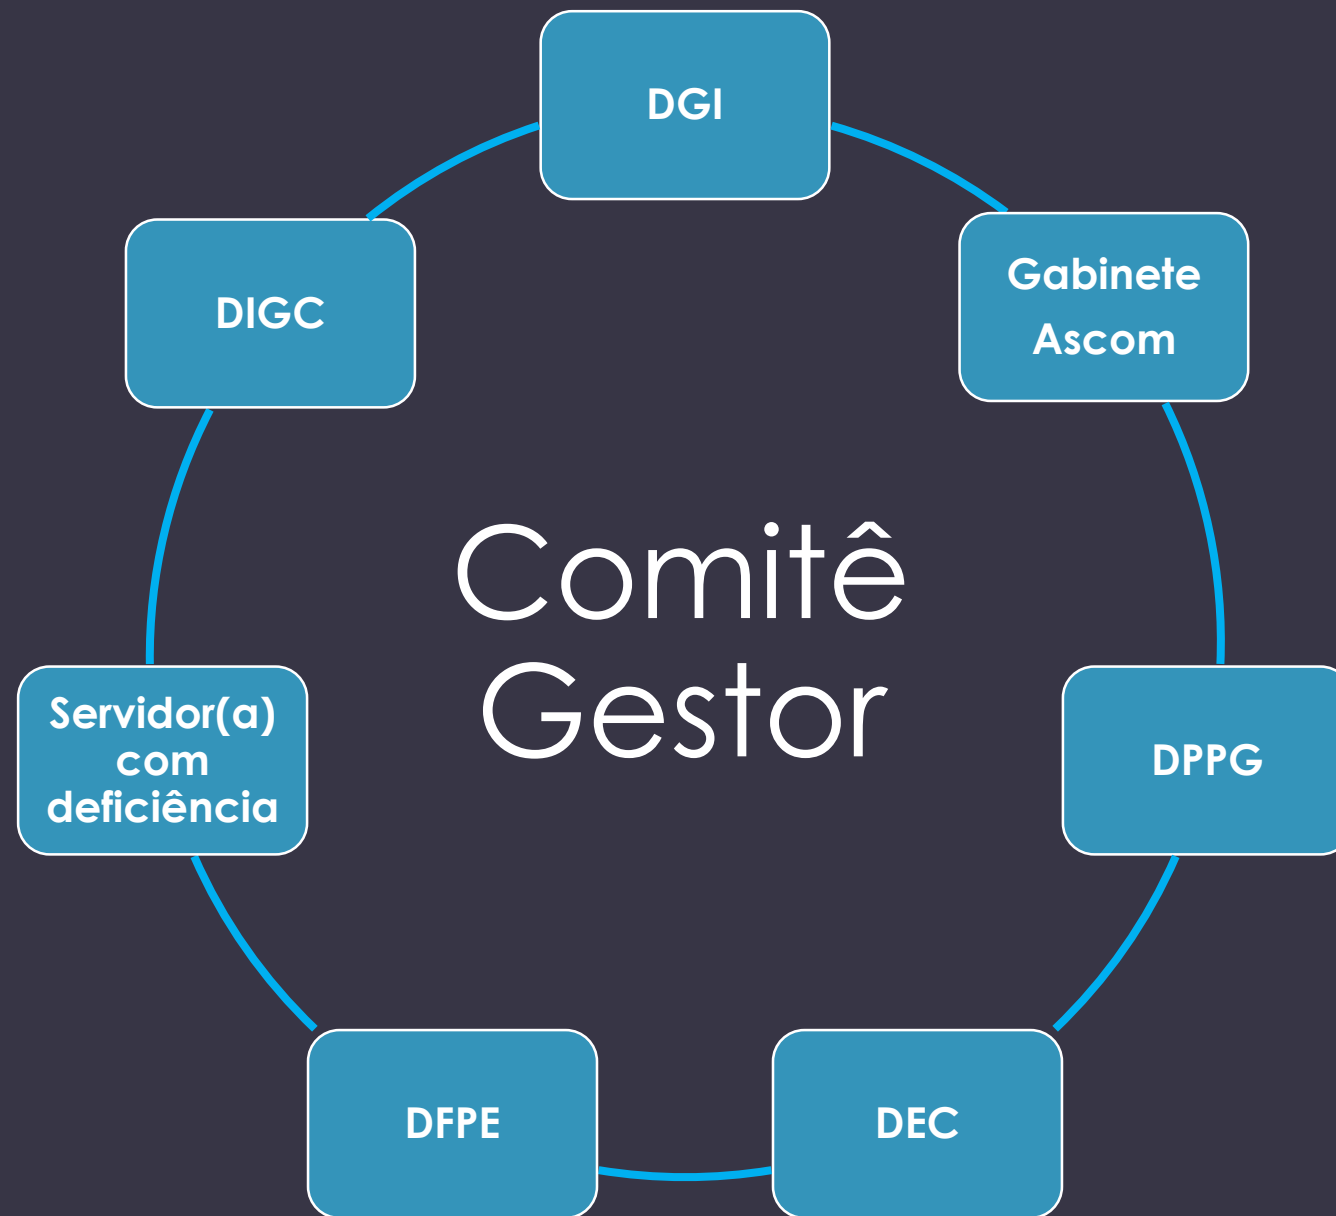 DGI
DIGC
Gabinete
Ascom
Comitê
Gestor
Servidor(a)
com
deficiência
DPPG
DFPE
DEC